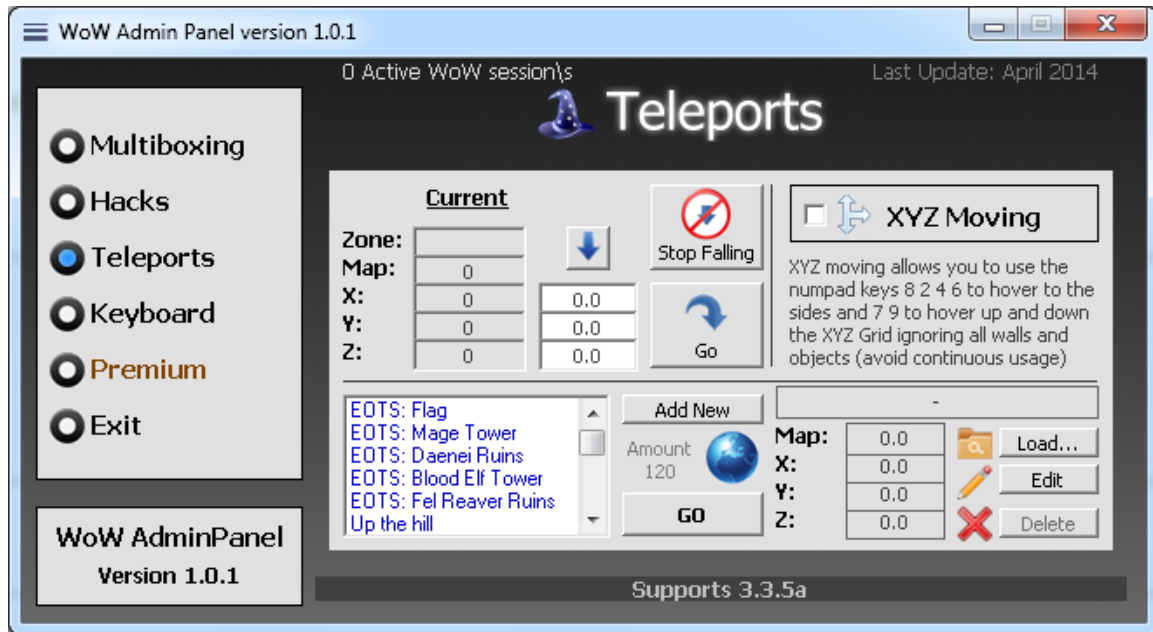 WoW Admin Panel version 1.0.1
0 Active WoW session\s
Last Update: April 2014
Teleports
Multiboxing
Hacks
Teleports
Keyboard
Premium
Exit
WoW AdminPanel
Version 1.0.1
Current
Zone:
Map: 0
X: 0 0.0
Y: 0 0.0
Z: 0 0.0
Stop Falling
Go
XYZ Moving
XYZ moving allows you to use the
numpad keys 8 2 4 6 to hover to the
sides and 7 9 to hover up and down
the XYZ Grid ignoring all walls and
objects (avoid continuous usage)
EOTS: Flag
EOTS: Mage Tower
EOTS: Daenei Ruins
EOTS: Blood Elf Tower
EOTS: Fel Reaver Ruins
Up the hill
Add New
Amount
120
GO
-
Map: 0.0
X: 0.0
Y: 0.0
Z: 0.0
Load...
Edit
Delete
Supports 3.3.5a